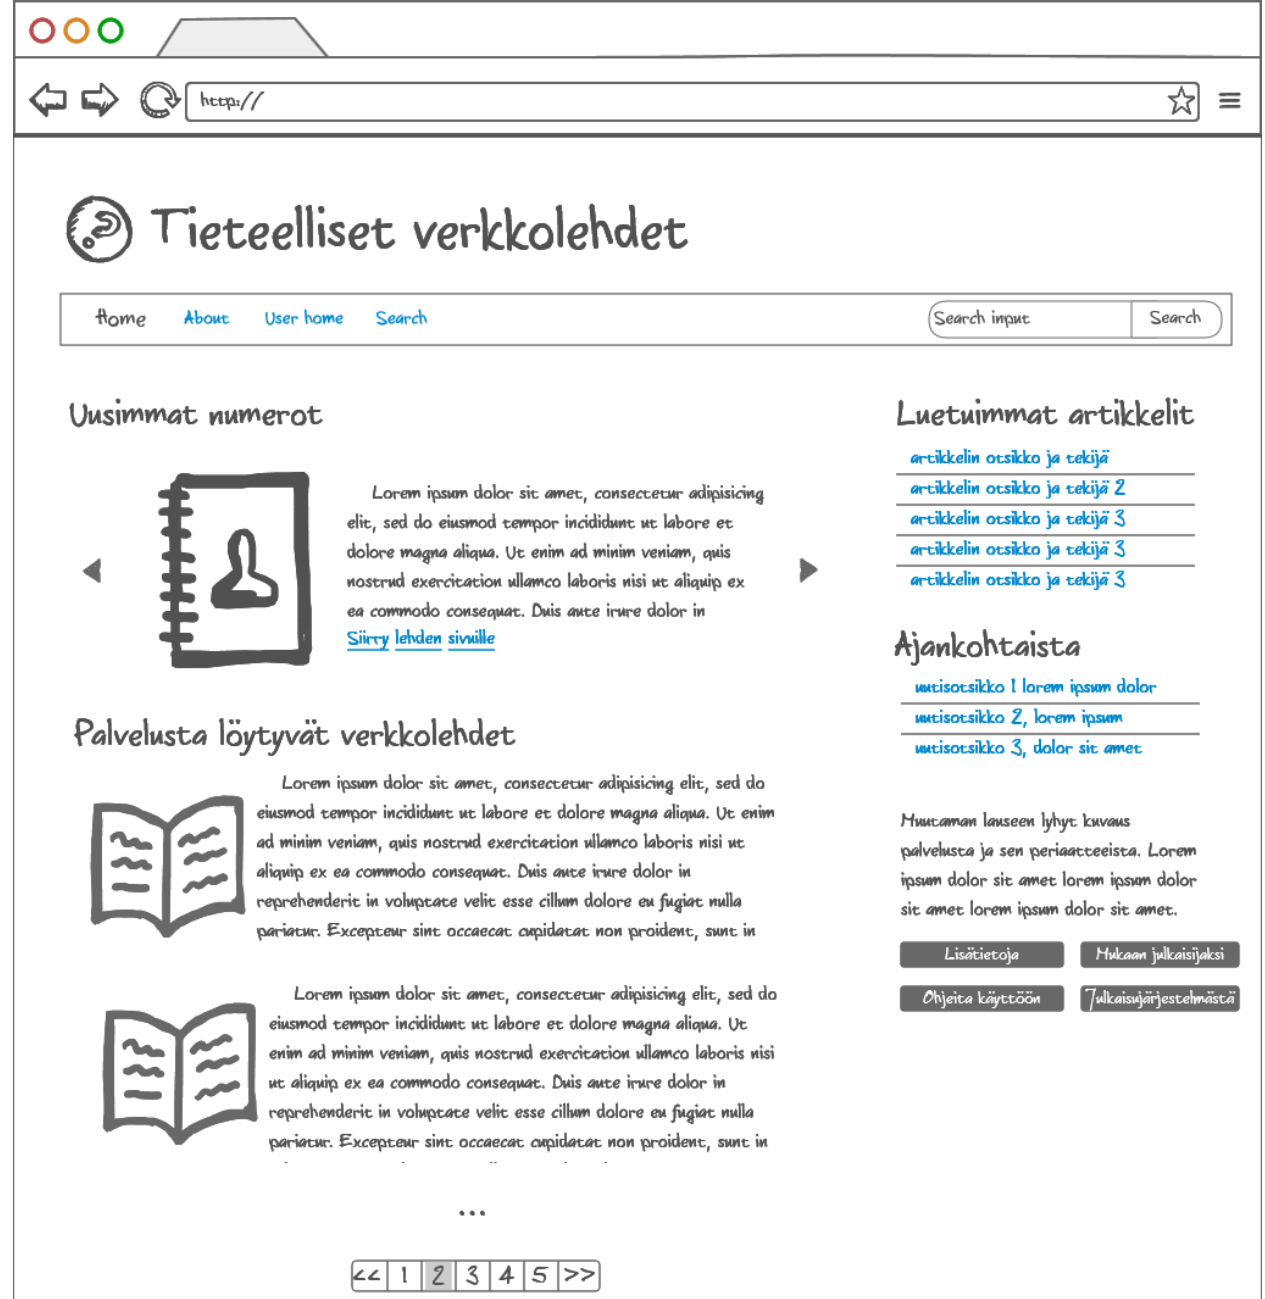 http://
Tieteelliset verkkolehdet
Home About User home Search
Search input Search
Uusimmat numerot
Lorem ipsum dolor sit amet, consectetur adipisicing
elit, sed do eiusmod tempor incididunt ut labore et
dolore magna aliqua. Ut enim ad minim veniam, quis
nostrud exercitation ullamco laboris nisi ut aliquip ex
ea commodo consequat. Duis aute irure dolor in
Siirry lehden sivuille
Palvelusta löytyvät verkkolehdet
Lorem ipsum dolor sit amet, consectetur adipisicing elit, sed do
eiusmod tempor incididunt ut labore et dolore magna aliqua. Ut enim
ad minim veniam, quis nostrud exercitation ullamco laboris nisi ut
aliquip ex ea commodo consequat. Duis aute irure dolor in
reprehenderit in voluptate velit esse cillum dolore eu fugiat nulla
pariatur. Excepteur sint occaecat cupidatat non proident, sunt in
Lorem ipsum dolor sit amet, consectetur adipisicing elit, sed do
eiusmod tempor incididunt ut labore et dolore magna aliqua. Ut
enim ad minim veniam, quis nostrud exercitation ullamco laboris nisi
ut aliquip ex ea commodo consequat. Duis aute irure dolor in
reprehenderit in voluptate velit esse cillum dolore eu fugiat nulla
pariatur. Excepteur sint occaecat cupidatat non proident, sunt in
...
<< 1 2 3 4 5 >>
Luetuimmat artikkelit
artikkelin otsikko ja tekijä
artikkelin otsikko ja tekijä 2
artikkelin otsikko ja tekijä 3
artikkelin otsikko ja tekijä 3
artikkelin otsikko ja tekijä 3
Ajankohtaista
uutisotsikko 1 lorem ipsum dolor
uutisotsikko 2, lorem ipsum
uutisotsikko 3, dolor sit amet
Muutaman lauseen lyhyt kuvaus
palvelusta ja sen periaatteista. Lorem
ipsum dolor sit amet lorem ipsum dolor
sit amet lorem ipsum dolor sit amet.
Lisätietoja Mukaan julkaisijaksi
Ohjeita käyttöön Julkaisujärjestelmästä